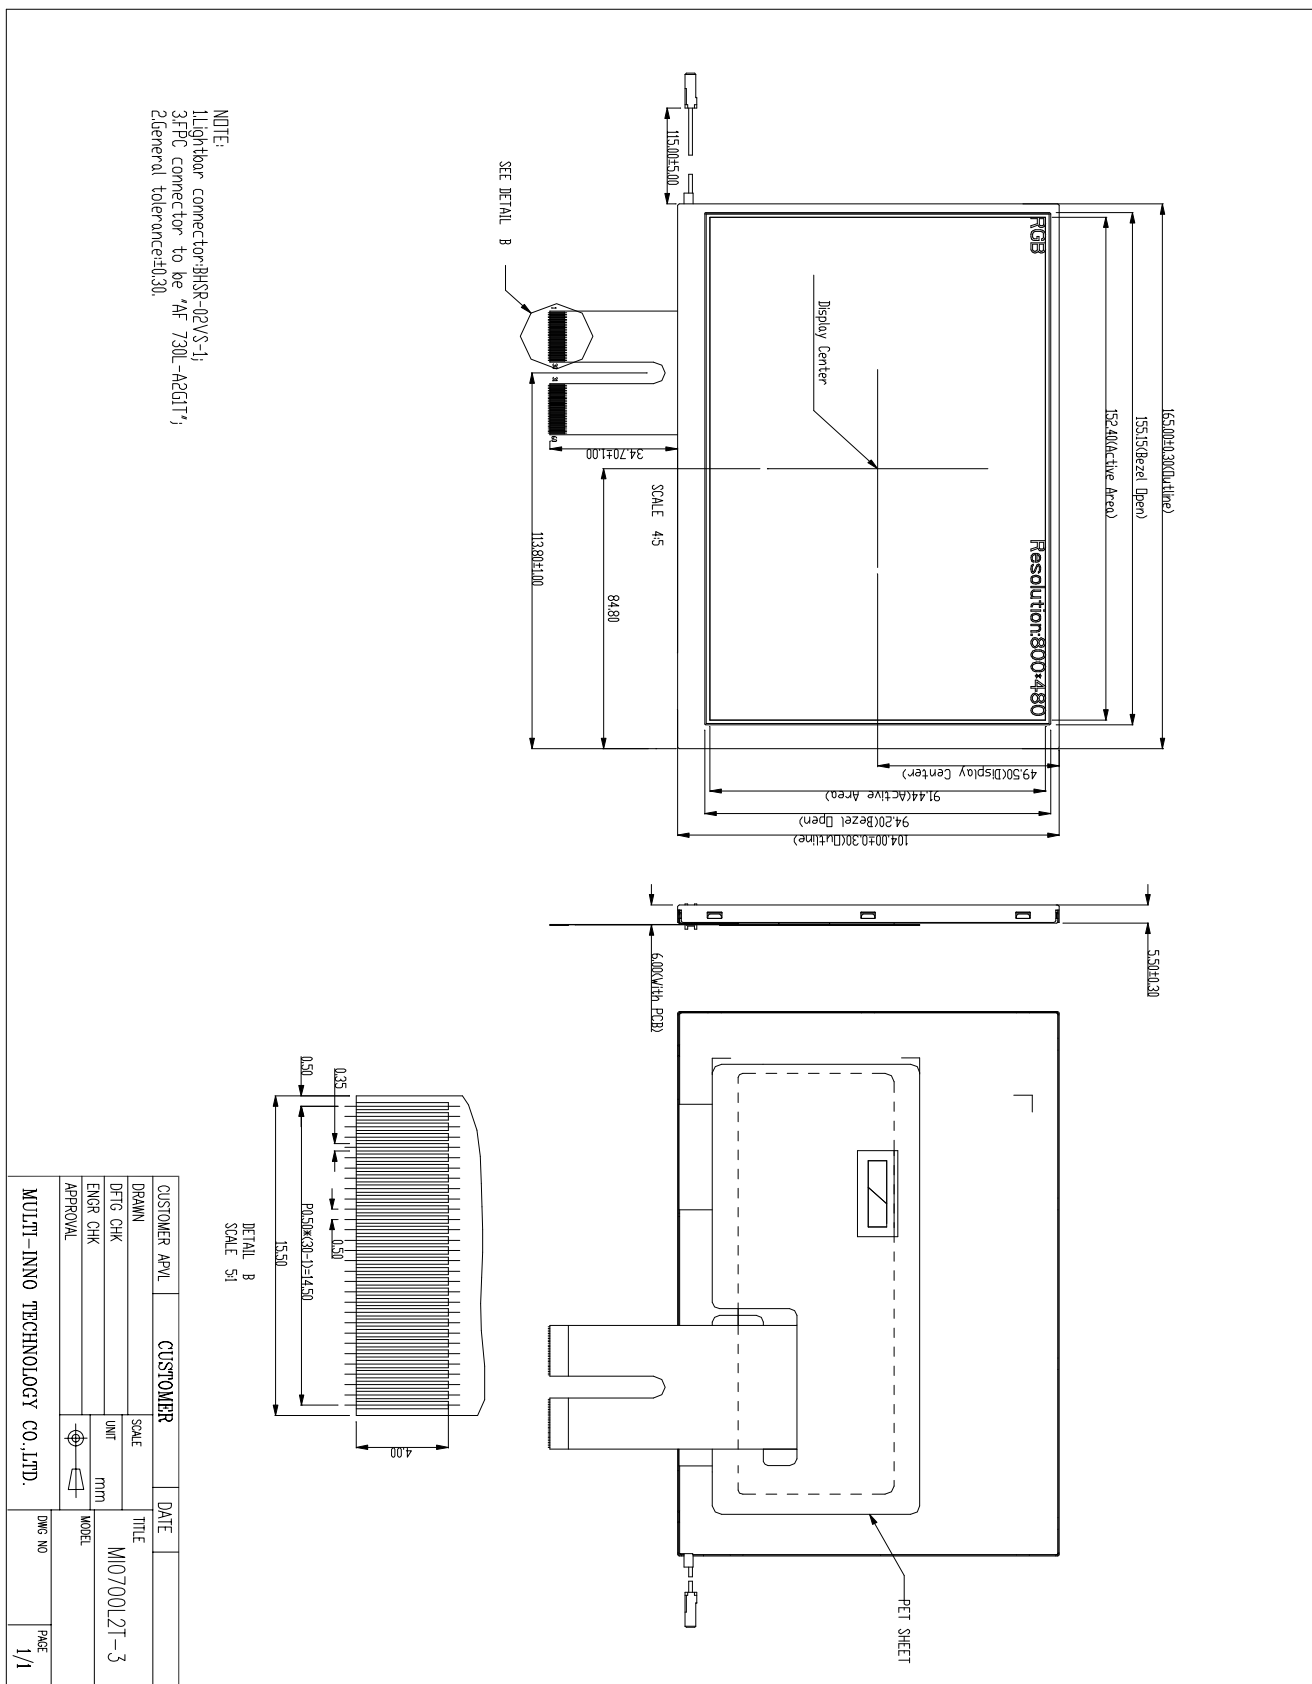 165.00±0.30(Outline)
155.15(Bezel Open)
152.40(Active Area)
RGB
Resolution:800*480
Display Center
49.50(Display Center)
91.44(Active Area)
94.20(Bezel Open)
104.00±0.30(Outline)
115.00±5.00
SEE DETAIL B
1
30
31
60
34.70±1.00
SCALE 4:5
84.80
113.80±1.00
5.50±0.30
6.00(With PCB)
PET SHEET
0.50
0.35
0.50
P0.50*(30-1)=14.50
15.50
4.00
DETAIL B
SCALE 5:1
NOTE:
1.Lightbar connector:BHSR-02VS-1;
3.FPC connector to be "AF 730L-A2G1T";
2.General tolerance:±0.30.
CUSTOMER APVL
CUSTOMER
DATE
DRAWN
DFTG CHK
ENGR CHK
APPROVAL
SCALE
UNIT
mm
TITLE
MI0700L2T-3
MODEL
MULTI-INNO TECHNOLOGY CO.,LTD.
DWG NO
PAGE
1/1